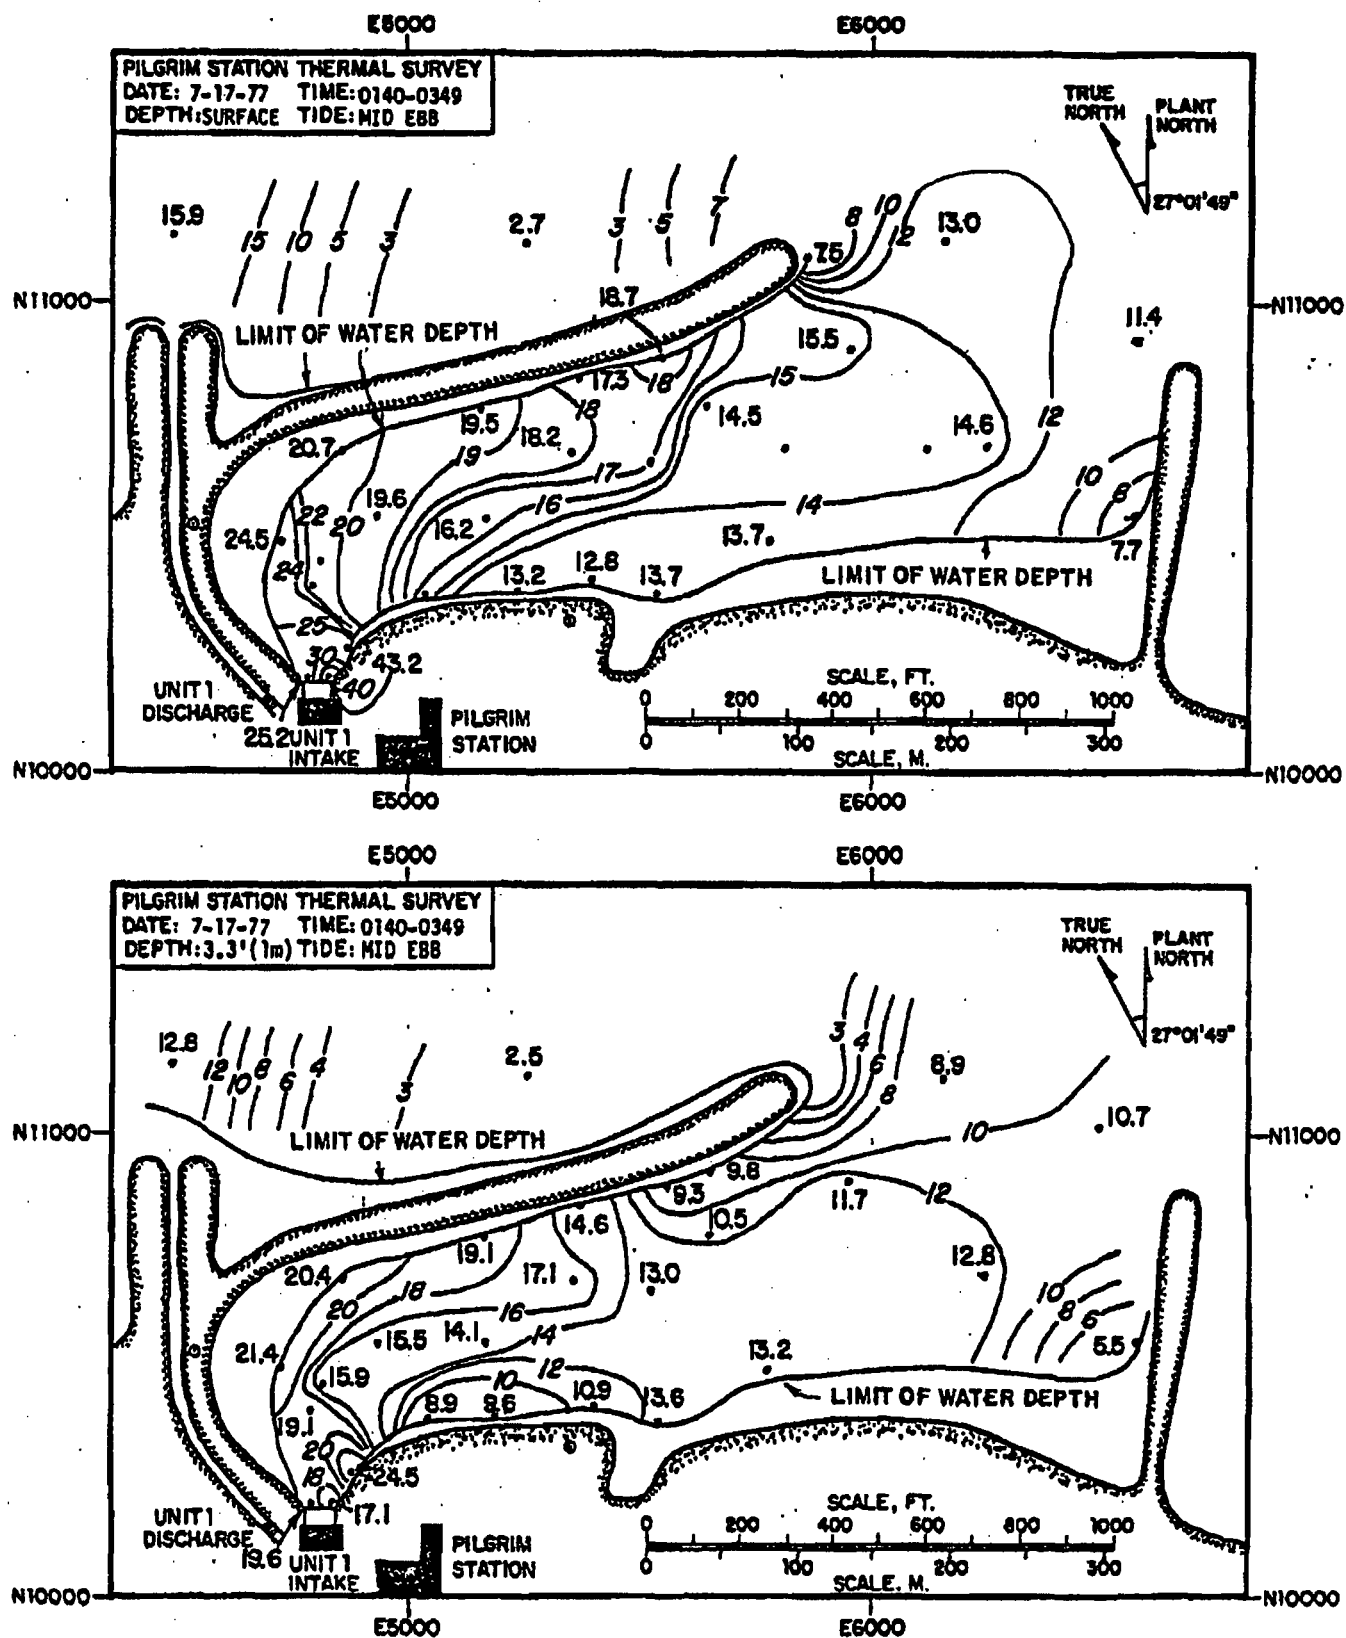 E5000 E6000
PILGRIM STATION THERMAL SURVEY
DATE: 7-17-77 TIME: 0140-0349
DEPTH: SURFACE TIDE: MID EBB
TRUE NORTH
PLANT NORTH
27°01'49"
15.9
15 10 5 3
2.7
3 5 7
7.5
8 10 12
13.0
N11000 N11000
18.7
LIMIT OF WATER DEPTH
11.4
15.5
17.3 18 15
19.5 18 14.5
20.7 18.2
14.6 12
19 17
10
8
22 20 19.6
16.2 16 14
24.5
13.7
7.7
24
13.2 12.8 13.7
LIMIT OF WATER DEPTH
25
30 43.2
40
UNIT 1
DISCHARGE
25.2
UNIT 1
INTAKE
PILGRIM
STATION
SCALE, FT.
0 200 400 600 800 1000
0 100 200 300
SCALE, M.
N10000 N10000
E5000 E6000
E5000 E6000
PILGRIM STATION THERMAL SURVEY
DATE: 7-17-77 TIME: 0140-0349
DEPTH: 3.3' (1m) TIDE: MID EBB
TRUE NORTH
PLANT NORTH
27°01'49"
12.8
12 10 8 6 4
3
2.5
3 4 6 8
8.9
10.7
N11000 N11000
LIMIT OF WATER DEPTH
10
9.8
9.3
11.7 12
14.6 10.5
19.1
20.4 17.1 13.0
12.8
20 18 16
10
8
6
15.5 14.1 14
21.4
5.5
15.9 12
13.2
10
8.9 9.6 10.9 13.6
LIMIT OF WATER DEPTH
19.1
20
18 24.5
17.1
UNIT 1
DISCHARGE
19.6
UNIT 1
INTAKE
PILGRIM
STATION
SCALE, FT.
0 200 400 600 800 1000
0 100 200 300
SCALE, M.
N10000 N10000
E5000 E6000